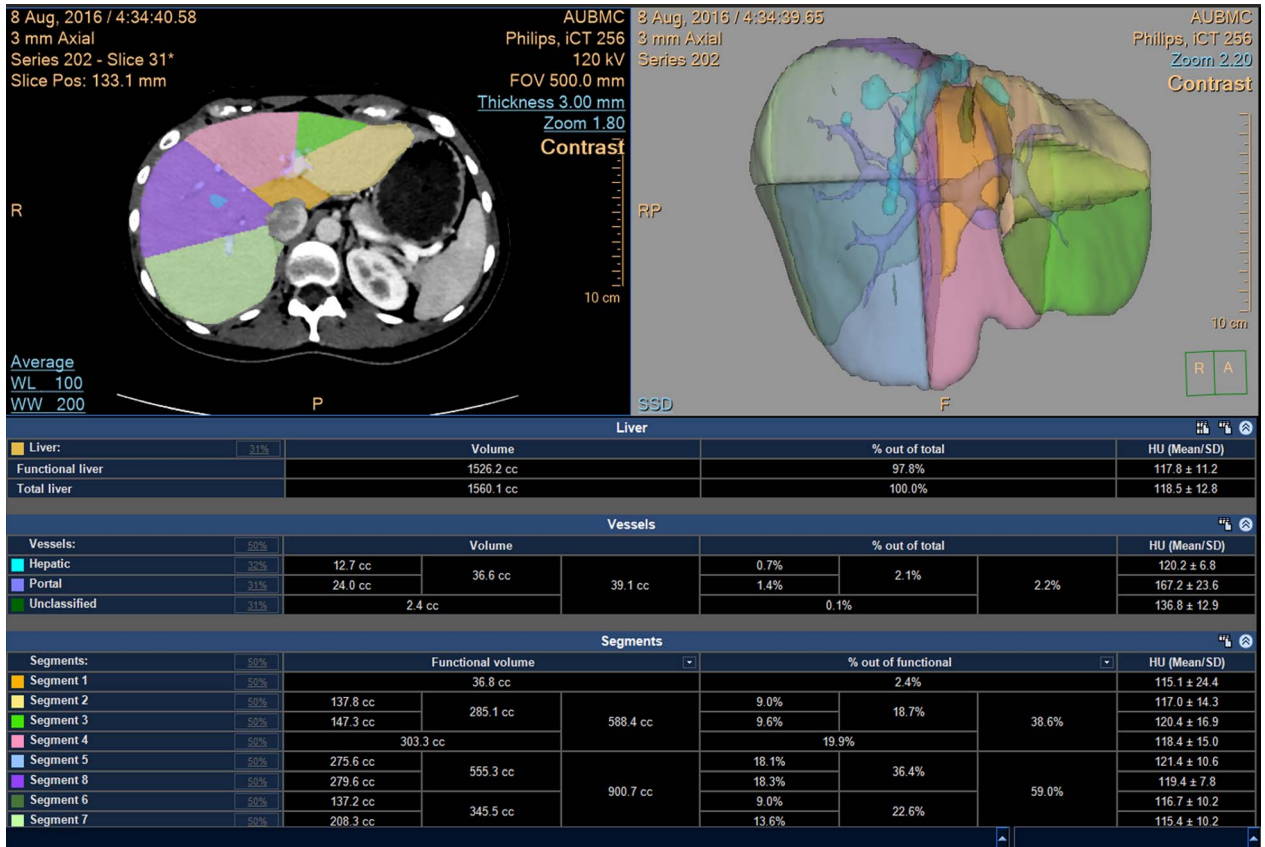 8 Aug, 2016 / 4:34:40.58
3 mm Axial
Series 202 - Slice 31*
Slice Pos: 133.1 mm
AUBMC
Philips, iCT 256
120 kV
FOV 500.0 mm
Thickness 3.00 mm
Zoom 1.80
Contrast
R
10 cm
Average
WL 100
WW 200
P
8 Aug, 2016 / 4:34:39.65
3 mm Axial
Series 202
AUBMC
Philips, iCT 256
Zoom 2.20
Contrast
RP
10 cm
R A
SSD
F
Liver
Liver: 31% Volume % out of total HU (Mean/SD)
Functional liver 1526.2 cc 97.8% 117.8 ± 11.2
Total liver 1560.1 cc 100.0% 118.5 ± 12.8
Vessels
Vessels: 50% Volume % out of total HU (Mean/SD)
Hepatic 32% 12.7 cc 36.6 cc 39.1 cc 0.7% 2.1% 2.2% 120.2 ± 6.8
Portal 31% 24.0 cc 1.4% 167.2 ± 23.6
Unclassified 31% 2.4 cc 0.1% 136.8 ± 12.9
Segments
Segments: 50% Functional volume % out of functional HU (Mean/SD)
Segment 1 50% 36.8 cc 2.4% 115.1 ± 24.4
Segment 2 50% 137.8 cc 285.1 cc 588.4 cc 9.0% 18.7% 38.6% 117.0 ± 14.3
Segment 3 50% 147.3 cc 9.6% 120.4 ± 16.9
Segment 4 50% 303.3 cc 19.9% 118.4 ± 15.0
Segment 5 50% 275.6 cc 555.3 cc 900.7 cc 18.1% 36.4% 59.0% 121.4 ± 10.6
Segment 8 50% 279.6 cc 18.3% 119.4 ± 7.8
Segment 6 50% 137.2 cc 345.5 cc 9.0% 22.6% 116.7 ± 10.2
Segment 7 50% 208.3 cc 13.6% 115.4 ± 10.2